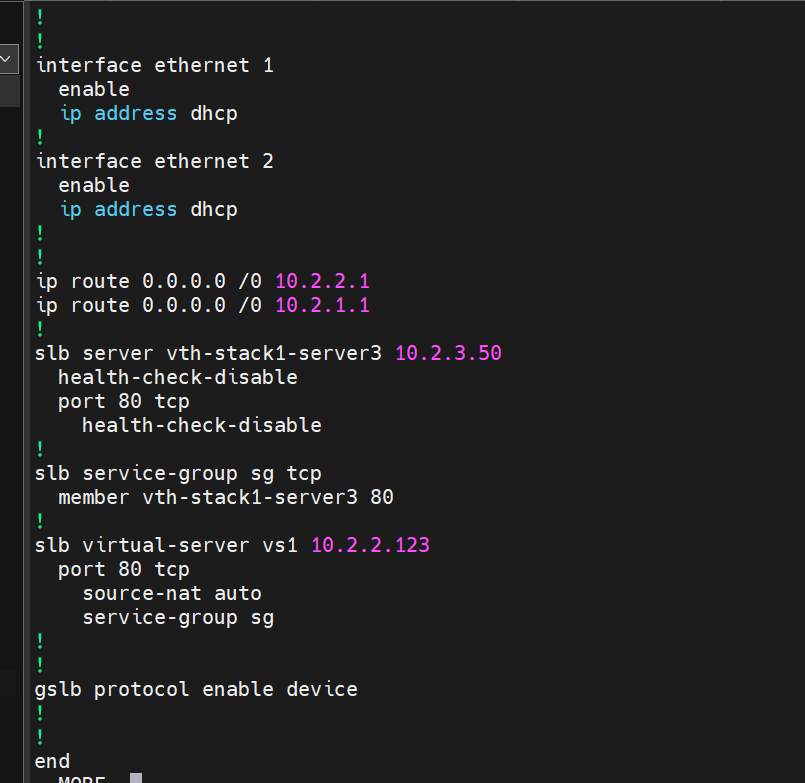 !
!
interface ethernet 1
  enable
  ip address dhcp
!
interface ethernet 2
  enable
  ip address dhcp
!
!
ip route 0.0.0.0 /0 10.2.2.1
ip route 0.0.0.0 /0 10.2.1.1
!
slb server vth-stack1-server3 10.2.3.50
  health-check-disable
  port 80 tcp
    health-check-disable
!
slb service-group sg tcp
  member vth-stack1-server3 80
!
slb virtual-server vs1 10.2.2.123
  port 80 tcp
    source-nat auto
    service-group sg
!
!
gslb protocol enable device
!
!
end
MORE